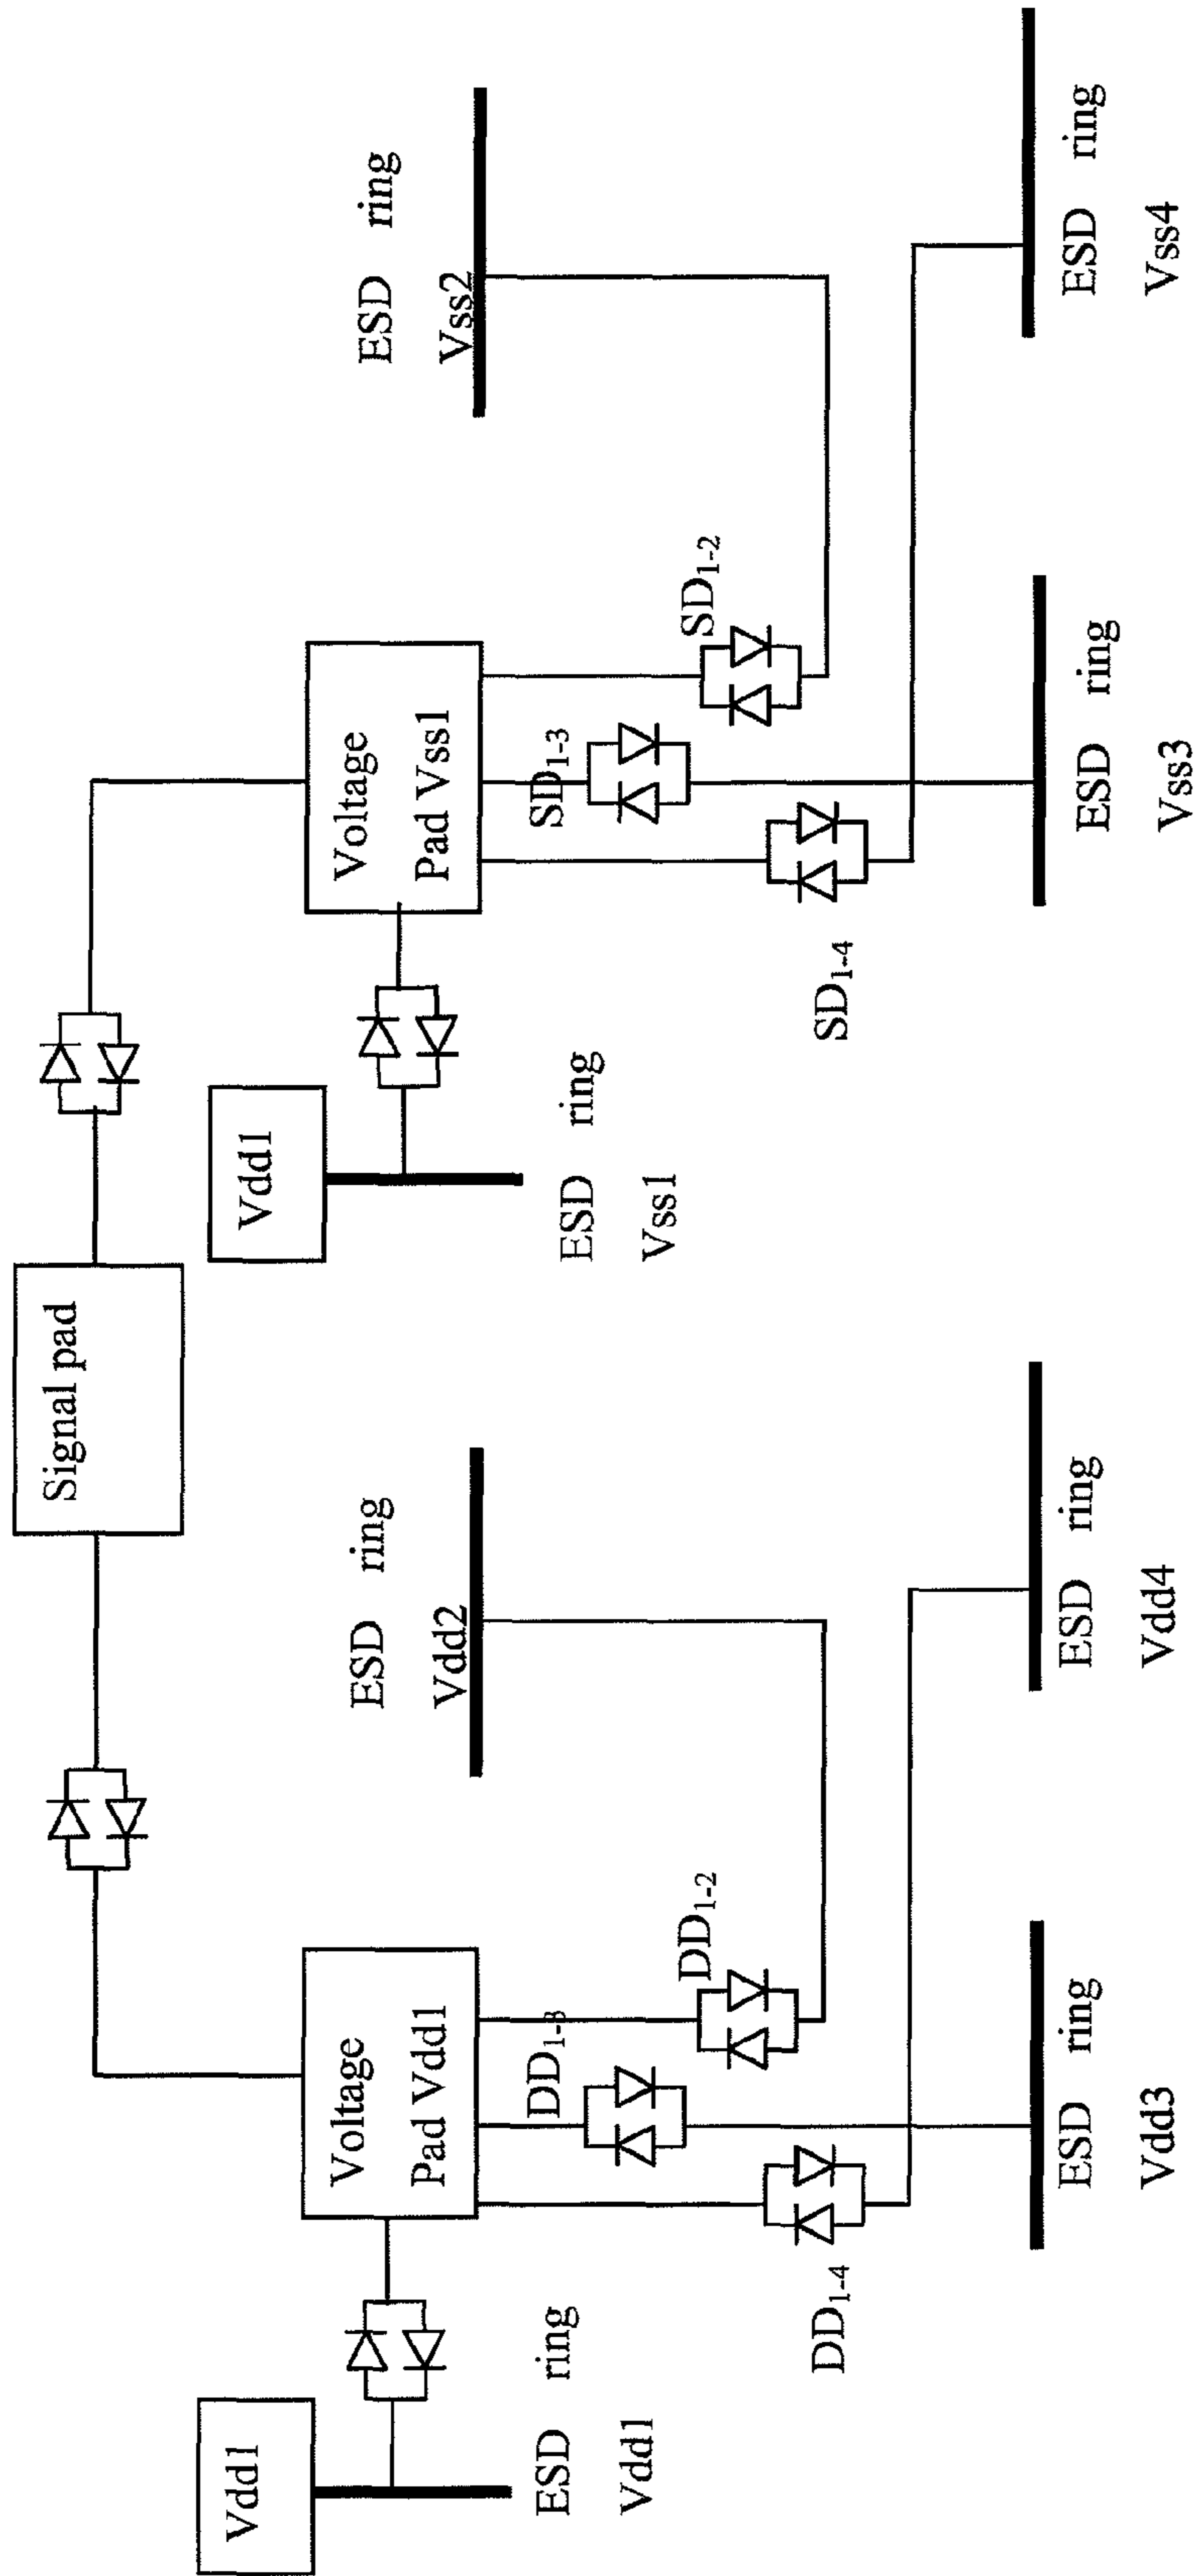 Signal pad
Vdd1
Voltage
Pad Vdd1
ESD ring
Vdd1
ESD ring
Vdd2
DD1-3
DD1-2
DD1-4
ESD ring
Vdd3
ESD ring
Vdd4
Vdd1
Voltage
Pad Vss1
ESD ring
Vss1
ESD ring
Vss2
SD1-3
SD1-2
SD1-4
ESD ring
Vss3
ESD ring
Vss4